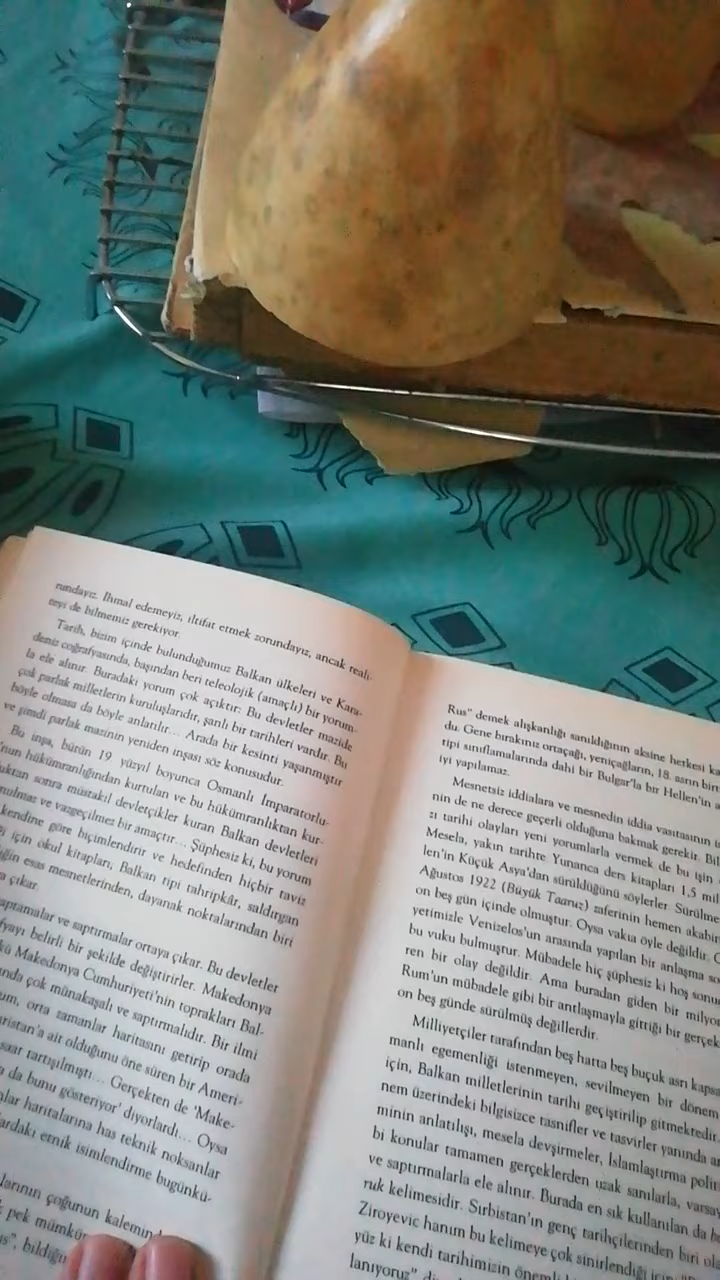 rundayız. İhmal edemeyiz, iltifat etmek zorundayız, ancak reali-
teyi de bilmemiz gerekiyor.
Tarih, bizim içinde bulunduğumuz Balkan ülkeleri ve Kara-
deniz coğrafyasında, başından beri teleolojik (amaçlı) bir yorum-
la ele alınır. Buradaki yorum çok açıktır: Bu devletler mazide
çok parlak milletlerin kuruluşlarıdır, şanlı bir tarihleri vardır. Bu
böyle olmasa da böyle anlatılır... Arada bir kesinti yaşanmıştır
ve şimdi parlak mazinin yeniden inşası söz konusudur.
Bu inşa, bütün 19 yüzyıl boyunca Osmanlı İmparatorlu-
'nun hükümranlığından kurtulan ve bu hükümranlıktan kur-
tuktan sonra müstakil devletçikler kuran Balkan devletleri
nulmas ve vazgeçilmez bir amaçtır... Şüphesiz ki, bu yorum
kendine göre biçimlendirir ve hedefinden hiçbir taviz
için okul kitapları, Balkan tipi tahripkâr, saldırgan
esas mesnetlerinden, dayanak noktalarından biri
çıkar.
saptamalar ve saptırmalar ortaya çıkar. Bu devletler
belirli bir şekilde değiştirirler. Makedonya
Makedonya Cumhuriyeti'nin toprakları Bal-
çok münakaşalı ve saptırmalıdır. Bir ilmi
orta zamanlar haritasını getirip orada
ait olduğunu öne süren bir Ameri-
tartışılmıştı... Gerçekten de 'Make-
da bunu gösteriyor' diyorlardı... Oysa
haritalarına has teknik noksanlar
etnik isimlendirme bugünkü-
çoğunun
pek
bildiğin
Rus" demek alışkanlığı sanıldığının aksine herkesi
du. Gene bırakınız ortaçağı, yeniçağların, 18. asrın
tipi sınıflamalarında dahi bir Bulgar'la bir Hellen'in
iyi yapılamaz.
Mesnetsiz iddialara ve mesnedin iddia vasıtasının
nin de ne derece geçerli olduğuna bakmak gerekir.
zı tarihi olayları yeni yorumlarla vermek de bu işin
Mesela, yakın tarihte Yunanca ders kitapları 1,5
len'in Küçük Asya'dan sürüldüğünü söylerler.
Ağustos 1922 (Büyük Taaruz) zaferinin hemen
on beş gün içinde olmuştur. Oysa vakıa öyle değildir.
yetimizle Venizelos'un arasında yapılan bir anlaşma
bu vuku bulmuştur. Mübadele hiç şüphesiz ki hoş
ren bir olay değildir. Ama buradan giden bir
Rum'un mübadele gibi bir antlaşmayla gittiği bir
on beş günde sürülmüş değillerdir.
Milliyetçiler tarafından beş hatta beş buçuk asrı
manlı egemenliği istenmeyen, sevilmeyen bir dönem
için, Balkan milletlerinin tarihi geçiştirilip gitmektedir.
nem üzerindeki bilgisizce tasnifler ve tasvirler yanında
minin anlatılışı, mesela devşirmeler, İslamlaştırma
bi konular tamamen gerçeklerden uzak sanılarla,
ve saptırmalarla ele alınır. Burada en sık kullanılan da
ruk kelimesidir. Sırbistan'ın genç tarihçilerinden biri
Ziroyevic hanım bu kelimeye çok sinirlendiği
yüz ki kendi tarihimizin
lanıyoruz"